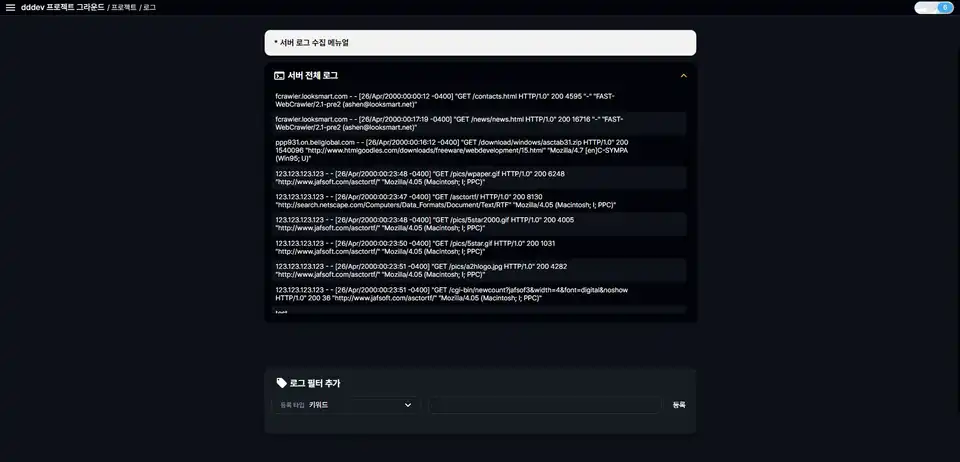 dddev 프로젝트 그라운드 / 프로젝트 / 로그
6
* 서버 로그 수집 메뉴얼
서버 전체 로그
fcrawler.looksmart.com - - [26/Apr/2000:00:00:12 -0400] "GET /contacts.html HTTP/1.0" 200 4595 "-" "FAST-
WebCrawler/2.1-pre2 (ashen@looksmart.net)"
fcrawler.looksmart.com - - [26/Apr/2000:00:17:19 -0400] "GET /news/news.html HTTP/1.0" 200 16716 "-" "FAST-
WebCrawler/2.1-pre2 (ashen@looksmart.net)"
ppp931.on.bellglobal.com - - [26/Apr/2000:00:16:12 -0400] "GET /download/windows/asctab31.zip HTTP/1.0" 200
1540096 "http://www.htmlgoodies.com/downloads/freeware/webdevelopment/15.html" "Mozilla/4.7 [en]C-SYMPA
(Win95; U)"
123.123.123.123 - - [26/Apr/2000:00:23:48 -0400] "GET /pics/wpaper.gif HTTP/1.0" 200 6248
"http://www.jafsoft.com/asctortf/" "Mozilla/4.05 (Macintosh; I; PPC)"
123.123.123.123 - - [26/Apr/2000:00:23:47 -0400] "GET /asctortf/ HTTP/1.0" 200 8130
"http://search.netscape.com/Computers/Data_Formats/Document/Text/RTF" "Mozilla/4.05 (Macintosh; I; PPC)"
123.123.123.123 - - [26/Apr/2000:00:23:48 -0400] "GET /pics/5star2000.gif HTTP/1.0" 200 4005
"http://www.jafsoft.com/asctortf/" "Mozilla/4.05 (Macintosh; I; PPC)"
123.123.123.123 - - [26/Apr/2000:00:23:50 -0400] "GET /pics/5star.gif HTTP/1.0" 200 1031
"http://www.jafsoft.com/asctortf/" "Mozilla/4.05 (Macintosh; I; PPC)"
123.123.123.123 - - [26/Apr/2000:00:23:51 -0400] "GET /pics/a2hlogo.jpg HTTP/1.0" 200 4282
"http://www.jafsoft.com/asctortf/" "Mozilla/4.05 (Macintosh; I; PPC)"
123.123.123.123 - - [26/Apr/2000:00:23:51 -0400] "GET /cgi-bin/newcount?jafsof3&width=4&font=digital&noshow
HTTP/1.0" 200 36 "http://www.jafsoft.com/asctortf/" "Mozilla/4.05 (Macintosh; I; PPC)"
로그 필터 추가
등록 타입 키워드
등록